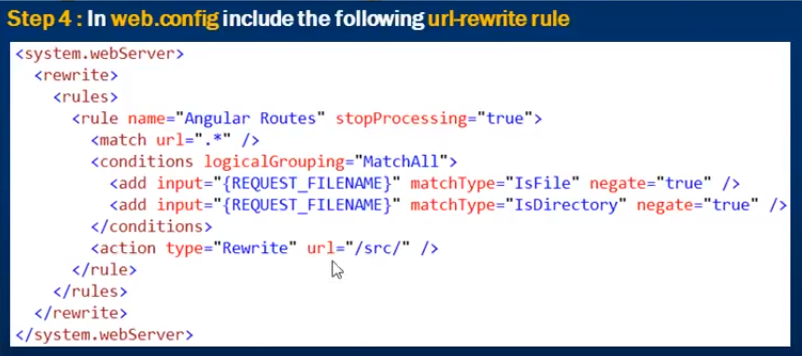 Step 4 : In web.config include the following url-rewrite rule
<system.webServer>
<rewrite>
<rules>
<rule name="Angular Routes" stopProcessing="true">
<match url=".*" />
<conditions logicalGrouping="MatchAll">
<add input="{REQUEST_FILENAME}" matchType="IsFile" negate="true" />
<add input="{REQUEST_FILENAME}" matchType="IsDirectory" negate="true" />
</conditions>
<action type="Rewrite" url="/src/" />
</rule>
</rules>
</rewrite>
</system.webServer>